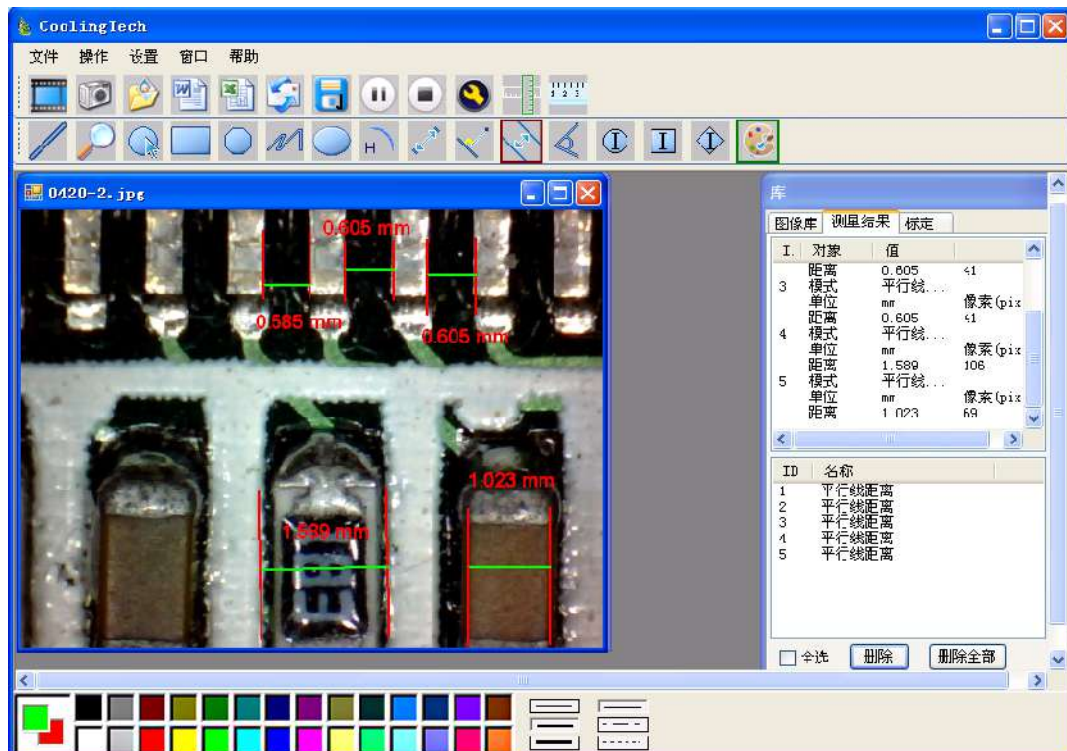 CoolingTech
文件 操作 设置 窗口 帮助
1 2 3
H I I I
0420-2.jpg
0.605 mm
0.585 mm
0.605 mm
1.023 mm
1.589 mm
库
图像库 测量结果 标定
I. 对象 值
距离 0.605 41
3 模式 平行线...
单位 mm 像素(pix
距离 0.605 41
4 模式 平行线...
单位 mm 像素(pix
距离 1.589 106
5 模式 平行线...
单位 mm 像素(pix
距离 1.023 69
ID 名称
1 平行线距离
2 平行线距离
3 平行线距离
4 平行线距离
5 平行线距离
全选 删除 删除全部